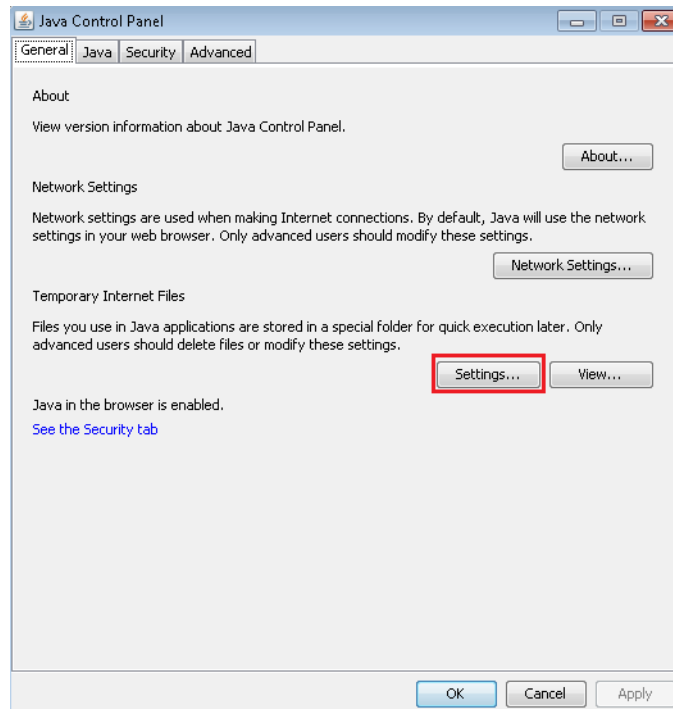 Java Control Panel
General Java Security Advanced
About
View version information about Java Control Panel.
About...
Network Settings
Network settings are used when making Internet connections. By default, Java will use the network
settings in your web browser. Only advanced users should modify these settings.
Network Settings...
Temporary Internet Files
Files you use in Java applications are stored in a special folder for quick execution later. Only
advanced users should delete files or modify these settings.
Settings... View...
Java in the browser is enabled.
See the Security tab
OK Cancel Apply